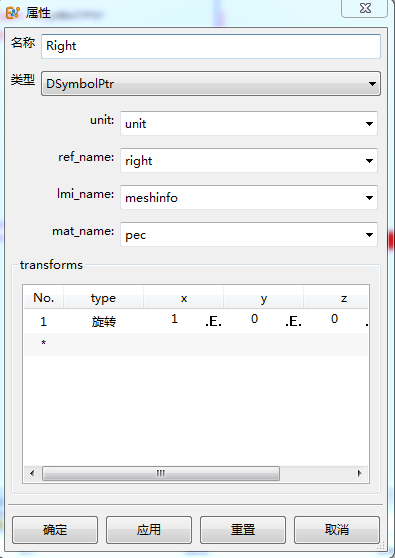 属性
名称 Right
类型 DSymbolPtr
unit: unit
ref_name: right
lmi_name: meshinfo
mat_name: pec
transforms
No. type x y z
1 旋转 1 .E. 0 .E. 0 .
*
确定 应用 重置 取消